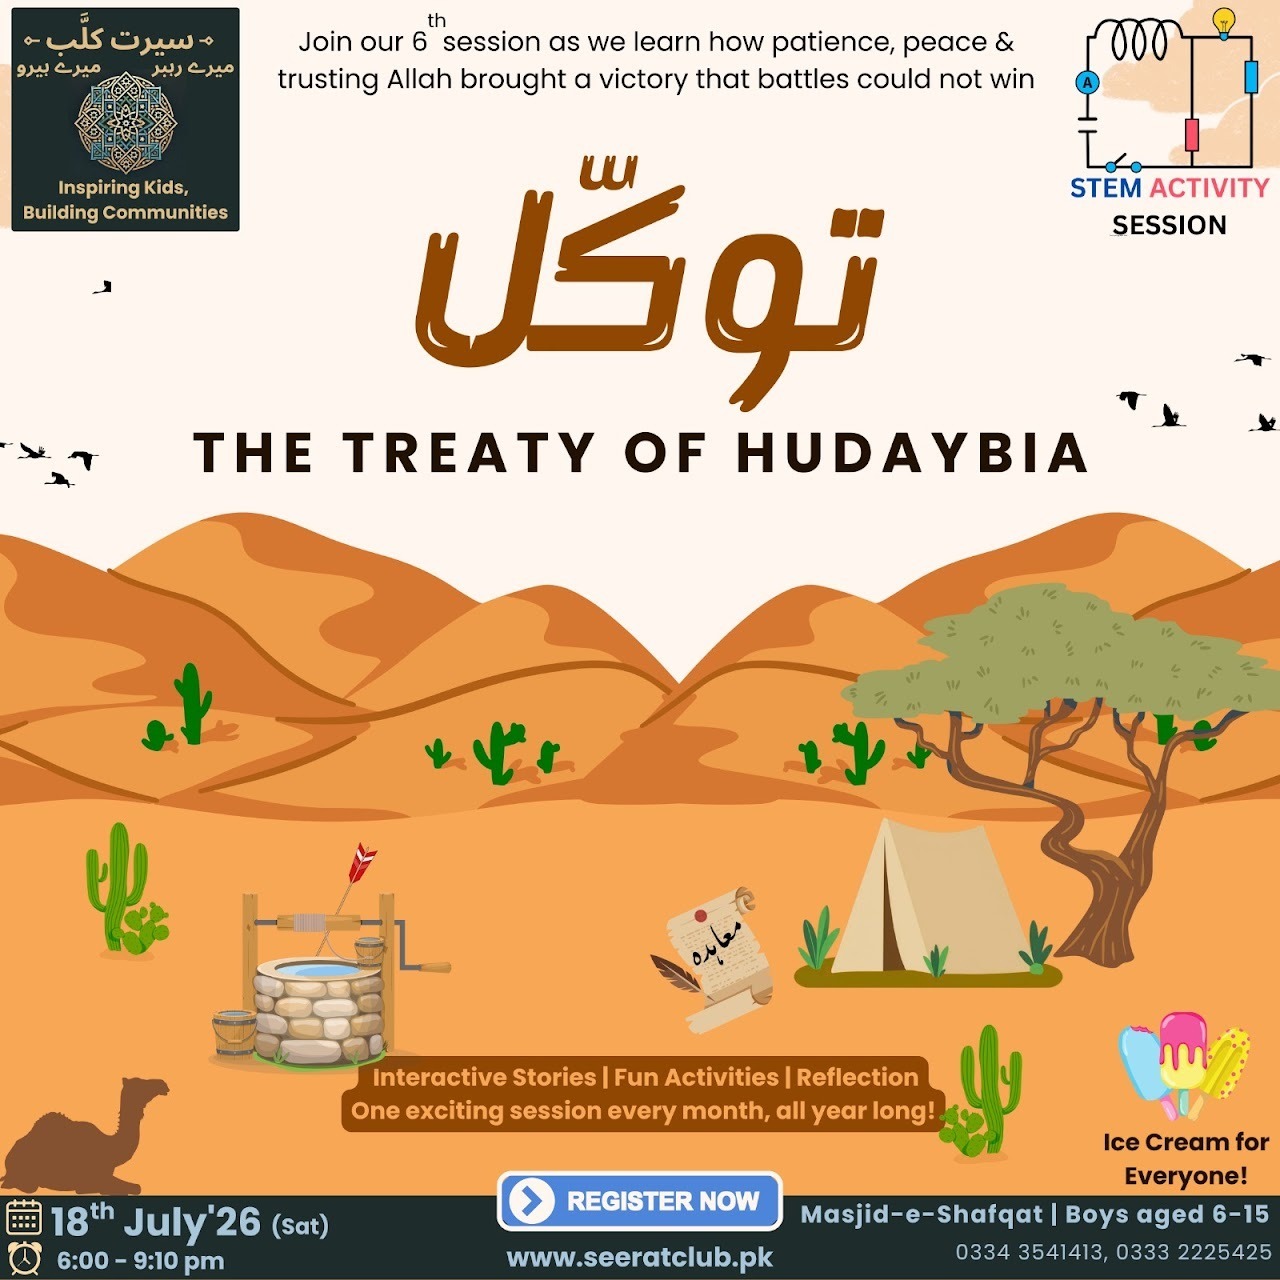 سیرت کلَّب
میرے رہبر میرے ہیرو
Inspiring Kids,
Building Communities
Join our 6th session as we learn how patience, peace &
trusting Allah brought a victory that battles could not win
A
STEM ACTIVITY
SESSION
توکّل
THE TREATY OF HUDAYBIA
معاہدہ
Interactive Stories | Fun Activities | Reflection
One exciting session every month, all year long!
Ice Cream for
Everyone!
18th July'26 (Sat)
6:00 - 9:10 pm
REGISTER NOW
www.seeratclub.pk
Masjid-e-Shafqat | Boys aged 6-15
0334 3541413, 0333 2225425